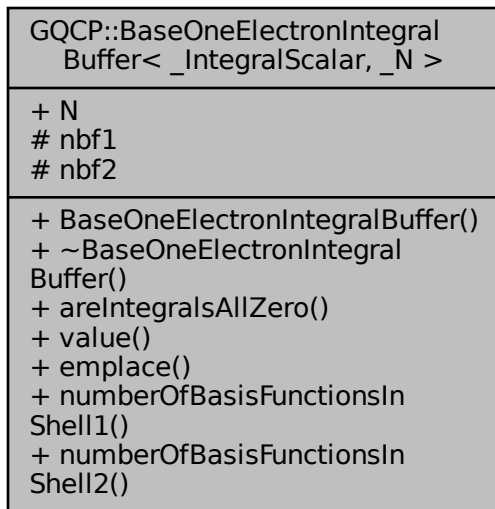 GQCP::BaseOneElectronIntegral
Buffer< _IntegralScalar, _N >
+ N
# nbf1
# nbf2
+ BaseOneElectronIntegralBuffer()
+ ~BaseOneElectronIntegral
Buffer()
+ areIntegralsAllZero()
+ value()
+ emplace()
+ numberOfBasisFunctionsIn
Shell1()
+ numberOfBasisFunctionsIn
Shell2()